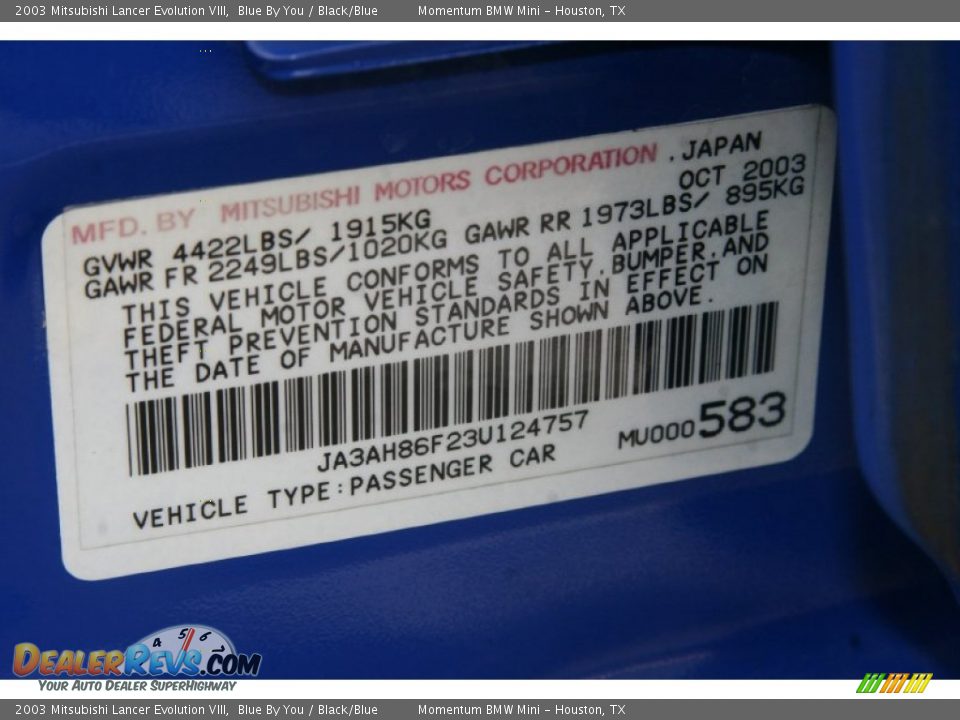 2003 Mitsubishi Lancer Evolution VIII, Blue By You / Black/Blue Momentum BMW Mini - Houston, TX
MFD. BY MITSUBISHI MOTORS CORPORATION .JAPAN
OCT 2003
GVWR 4422LBS/ 1915KG
GAWR FR 2249LBS/1020KG GAWR RR 1973LBS/ 895KG
THIS VEHICLE CONFORMS TO ALL APPLICABLE
FEDERAL MOTOR VEHICLE SAFETY,BUMPER,AND
THEFT PREVENTION STANDARDS IN EFFECT ON
THE DATE OF MANUFACTURE SHOWN ABOVE.
JA3AH86F23U124757
MU000583
VEHICLE TYPE:PASSENGER CAR
4 5 6
DEALERREVS.COM
YOUR AUTO DEALER SUPERHIGHWAY
2003 Mitsubishi Lancer Evolution VIII, Blue By You / Black/Blue Momentum BMW Mini - Houston, TX